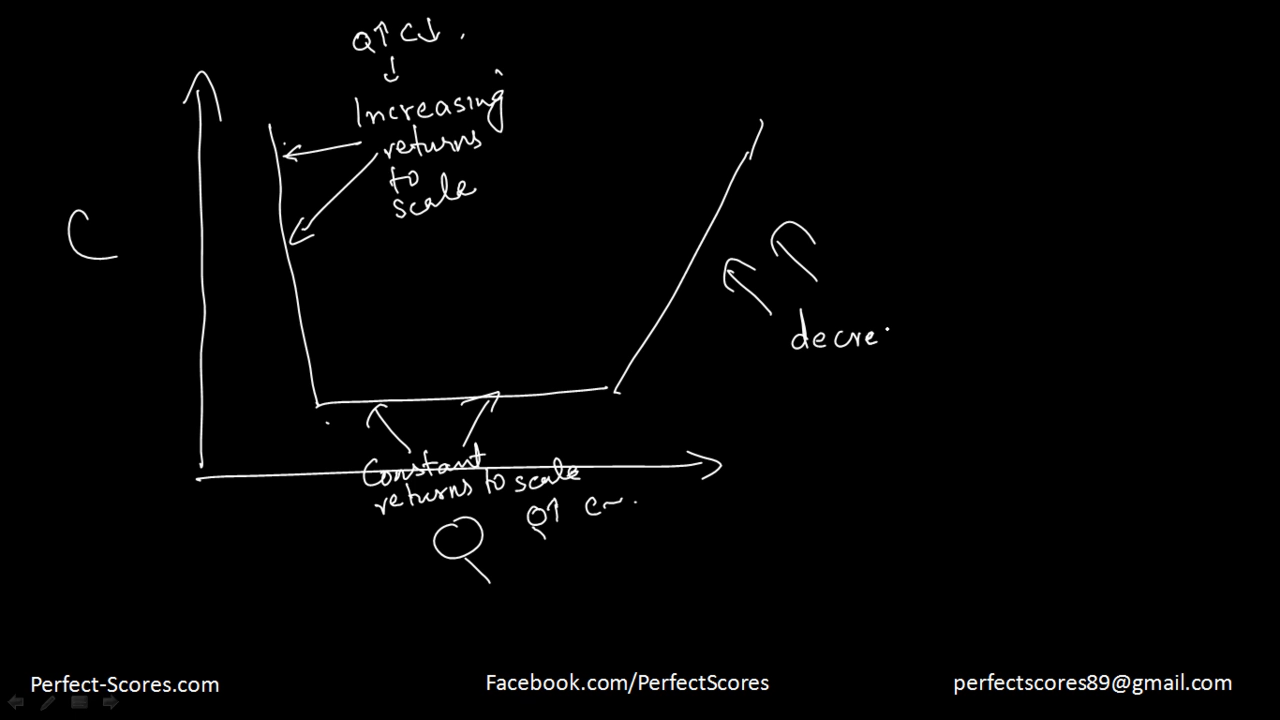 Q↑ C↓ .
↓
Increasing
returns
to
scale
C
decre
Constant
returns to scale
Q↑ C~ .
Q
Perfect-Scores.com
Facebook.com/PerfectScores
perfectscores89@gmail.com